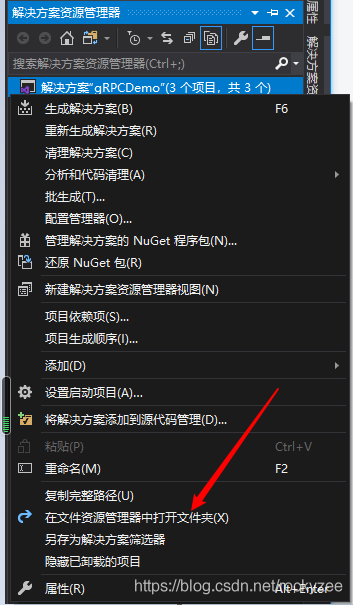 解决方案资源管理器
搜索解决方案资源管理器(Ctrl+;)
解决方案"gRPCDemo"(3 个项目，共 3 个)
生成解决方案(B) F6
重新生成解决方案(R)
清理解决方案(C)
分析和代码清理(A)
批生成(T)...
配置管理器(O)...
管理解决方案的 NuGet 程序包(N)...
还原 NuGet 包(R)
新建解决方案资源管理器视图(N)
项目依赖项(S)...
项目生成顺序(I)...
添加(D)
设置启动项目(A)...
将解决方案添加到源代码管理(D)...
粘贴(P) Ctrl+V
重命名(M) F2
复制完整路径(U)
在文件资源管理器中打开文件夹(X)
另存为解决方案筛选器
隐藏已卸载的项目
属性(R) Alt+Enter
https://blog.csdn.net/rockyzee
属性
解决方案资